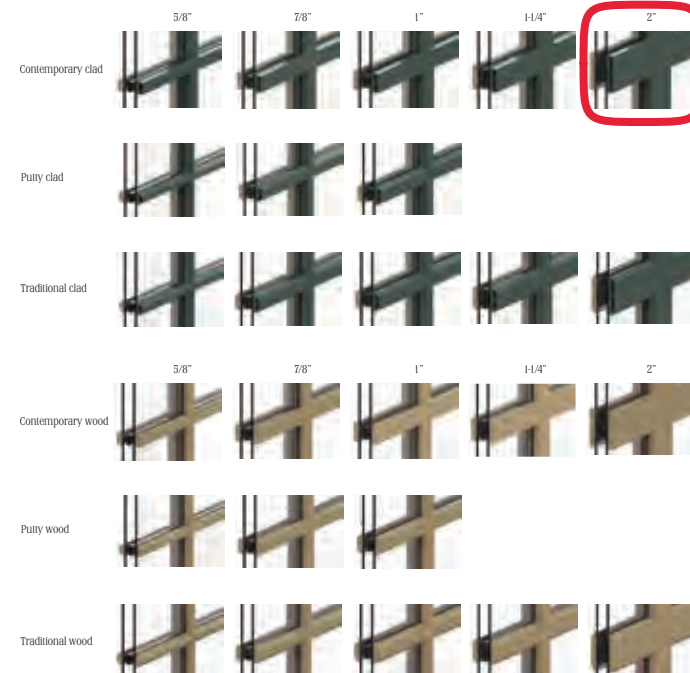 5/8" 7/8" 1" 1-1/4" 2"
Contemporary clad
Putty clad
Traditional clad
5/8" 7/8" 1" 1-1/4" 2"
Contemporary wood
Putty wood
Traditional wood